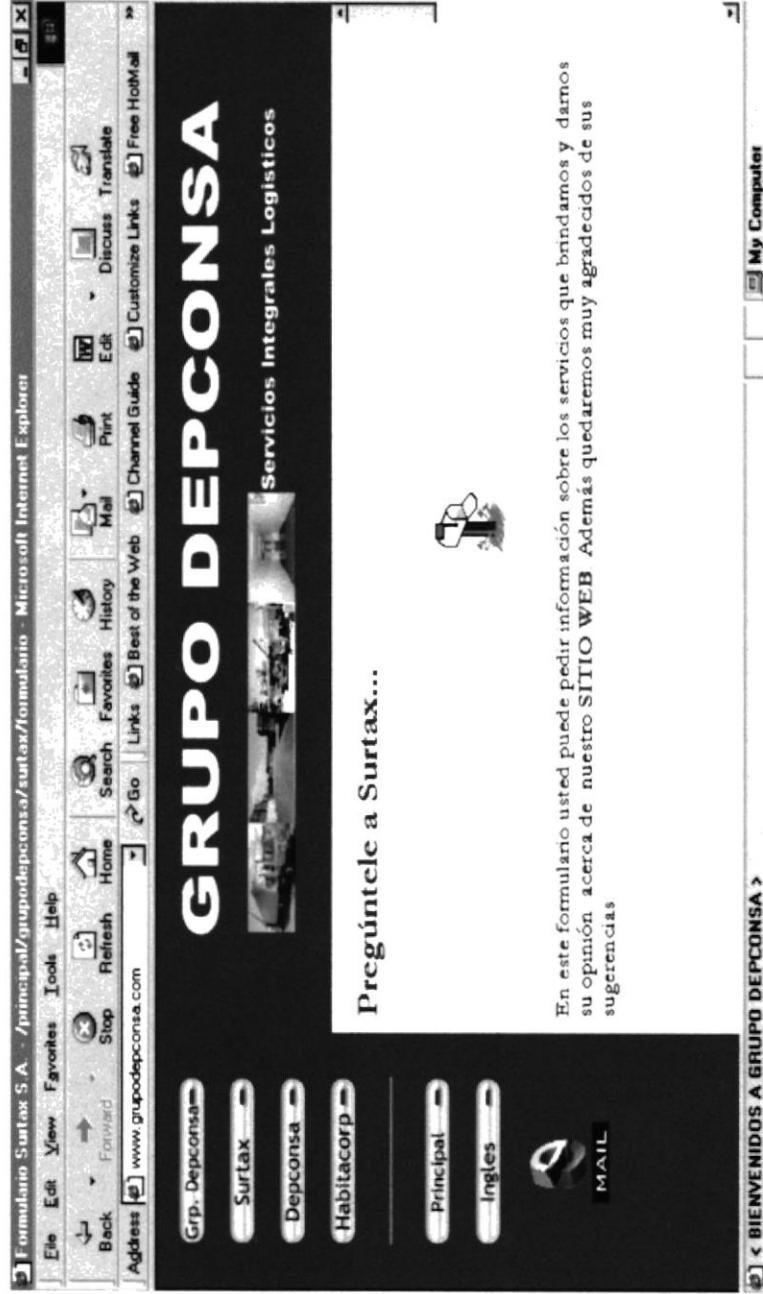 Formulario Surtax S.A. - /principal/grupodepconsa/surtax/formulario - Microsoft Internet Explorer
File Edit View Favorites Tools Help
Back Forward Stop Refresh Home Search Favorites History Mail Print Edit Discuss Translate
Address www.grupodepconsa.com Go Links Best of the Web Channel Guide Customize Links Free HotMail
GRUPO DEPCONSA
Servicios Integrales Logisticos
Grp. Depconsa
Surtax
Depconsa
Habitacorp
Principal
Ingles
MAIL
Pregúntele a Surtax...
En este formulario usted puede pedir información sobre los servicios que brindamos y darnos
su opinión acerca de nuestro SITIO WEB. Además quedaremos muy agradecidos de sus
sugerencias
< BIENVENIDOS A GRUPO DEPCONSA > My Computer